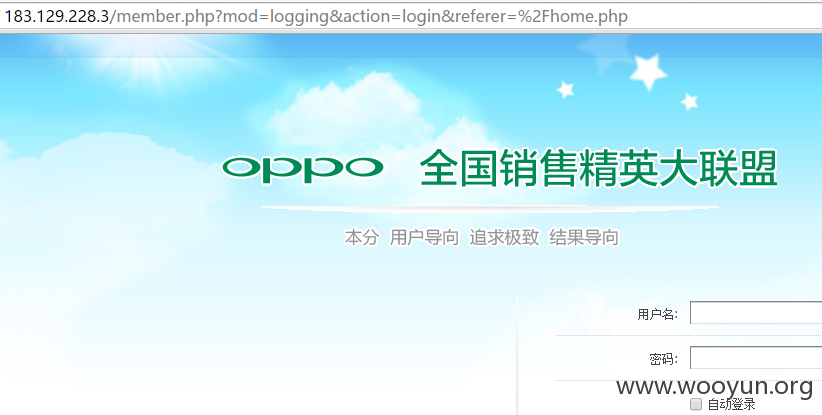 183.129.228.3/member.php?mod=logging&action=login&referer=%2Fhome.php
oppo 全国销售精英大联盟
本分 用户导向 追求极致 结果导向
用户名:
密码:
www.wooyun.org
自动登录